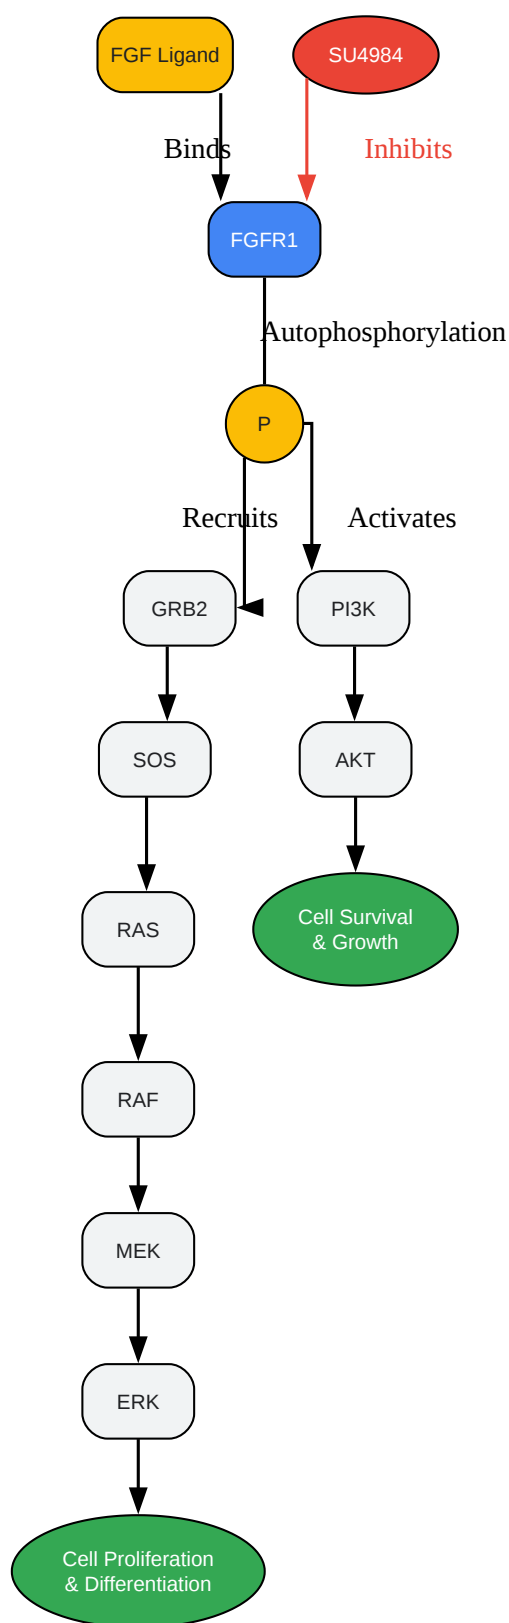 FGF Ligand
SU4984
Binds
Inhibits
FGFR1
Autophosphorylation
P
Recruits
Activates
GRB2
PI3K
SOS
AKT
RAS
Cell Survival
& Growth
RAF
MEK
ERK
Cell Proliferation
& Differentiation